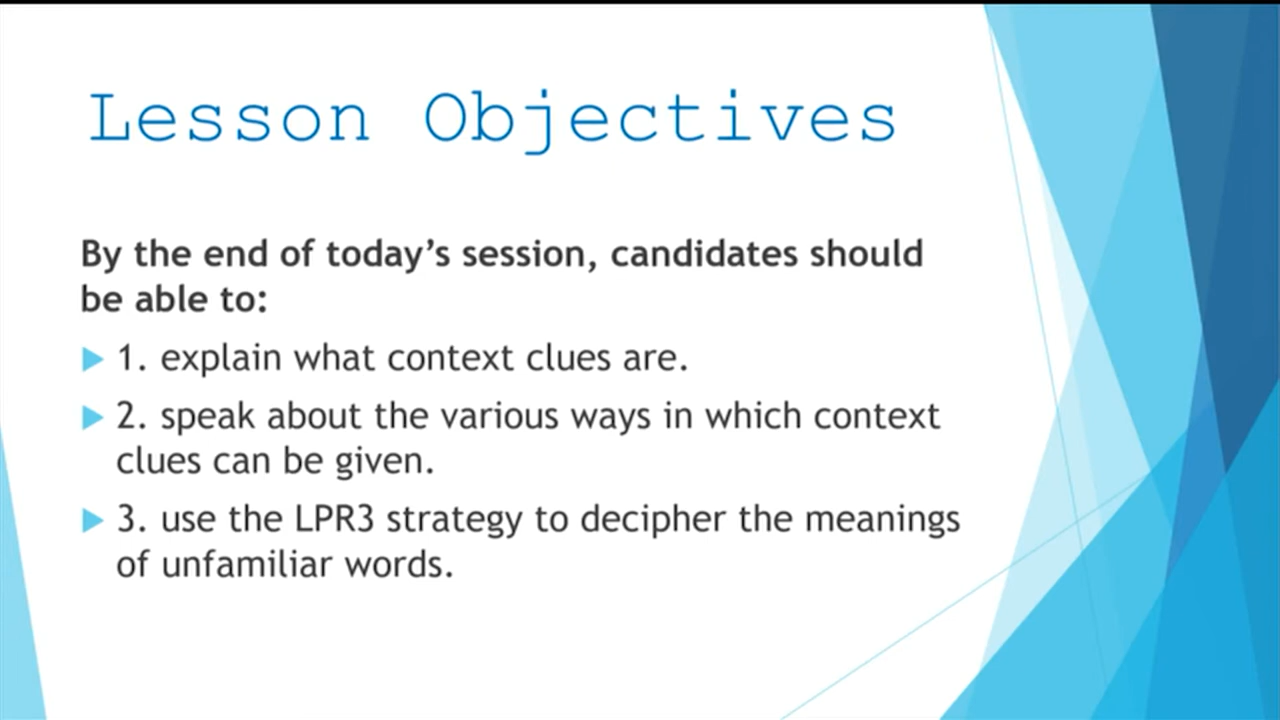 Lesson Objectives
By the end of today’s session, candidates should
be able to:
1. explain what context clues are.
2. speak about the various ways in which context
clues can be given.
3. use the LPR3 strategy to decipher the meanings
of unfamiliar words.